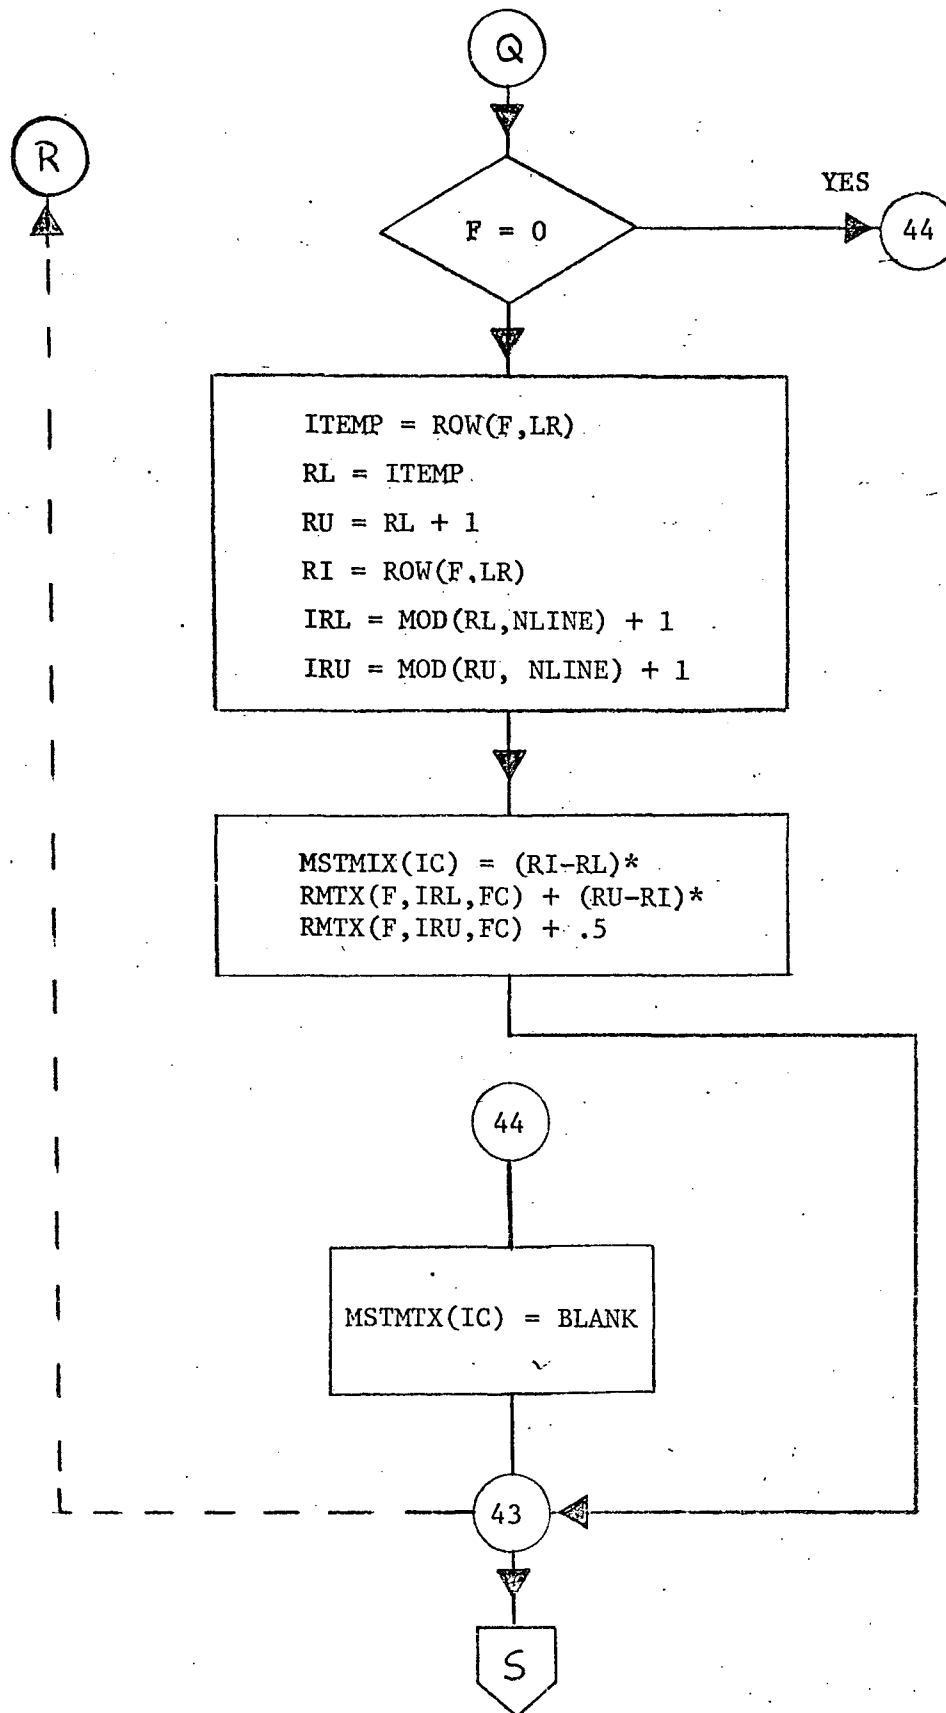 Q
R
YES
F = 0
44
ITEMP = ROW(F,LR)
RL = ITEMP
RU = RL + 1
RI = ROW(F,LR)
IRL = MOD(RL,NLINE) + 1
IRU = MOD(RU, NLINE) + 1
MSTMIX(IC) = (RI-RL)*
RMTX(F,IRL,FC) + (RU-RI)*
RMTX(F,IRU,FC) + .5
44
MSTMTX(IC) = BLANK
43
S